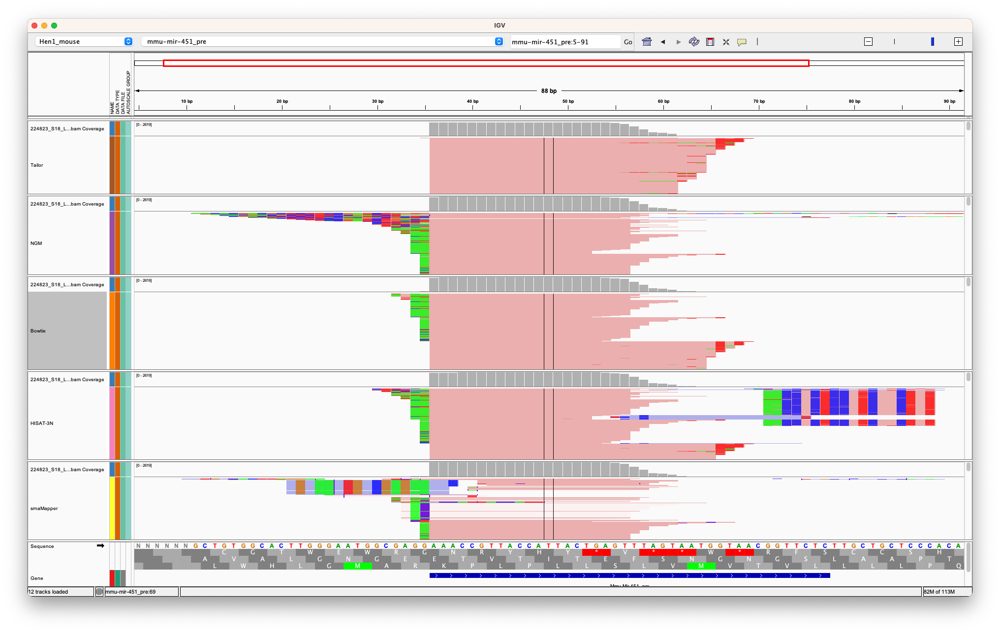 IGV
Hen1_mouse
mmu-mir-451_pre
mmu-mir-451_pre:5-91
Go
NAME
DATA TYPE
DATA FILE
AUTOSCALE GROUP
88 bp
10 bp 20 bp 30 bp 40 bp 50 bp 60 bp 70 bp 80 bp 90 bp
224823_S18_L...bam Coverage
[0 - 2619]
Tailor
224823_S18_L...bam Coverage
[0 - 2619]
NGM
224823_S18_L...bam Coverage
[0 - 2619]
Bowtie
224823_S18_L...bam Coverage
[0 - 2619]
HISAT-3N
224823_S18_L...bam Coverage
[0 - 2619]
srnaMapper
Sequence
N N N N N N G C T G T G G C A C T T G G G A A T G G C G A G G A A A C C G T T A C C A T T A C T G A G T T T A G T A A T G G T A A C G G T T C T C T T G C T G C T C C C A C A
C G T W E W R G N R Y H Y * V * * W * R F S C C S H
A V A L G N G E E T V T I T E F S N G N G S L A A P T
L W H L G M A R K P L P L L S L V M V T V L L L L P Q
Gene
Mmu-Mir-451_pre
12 tracks loaded
mmu-mir-451_pre:69
82M of 113M